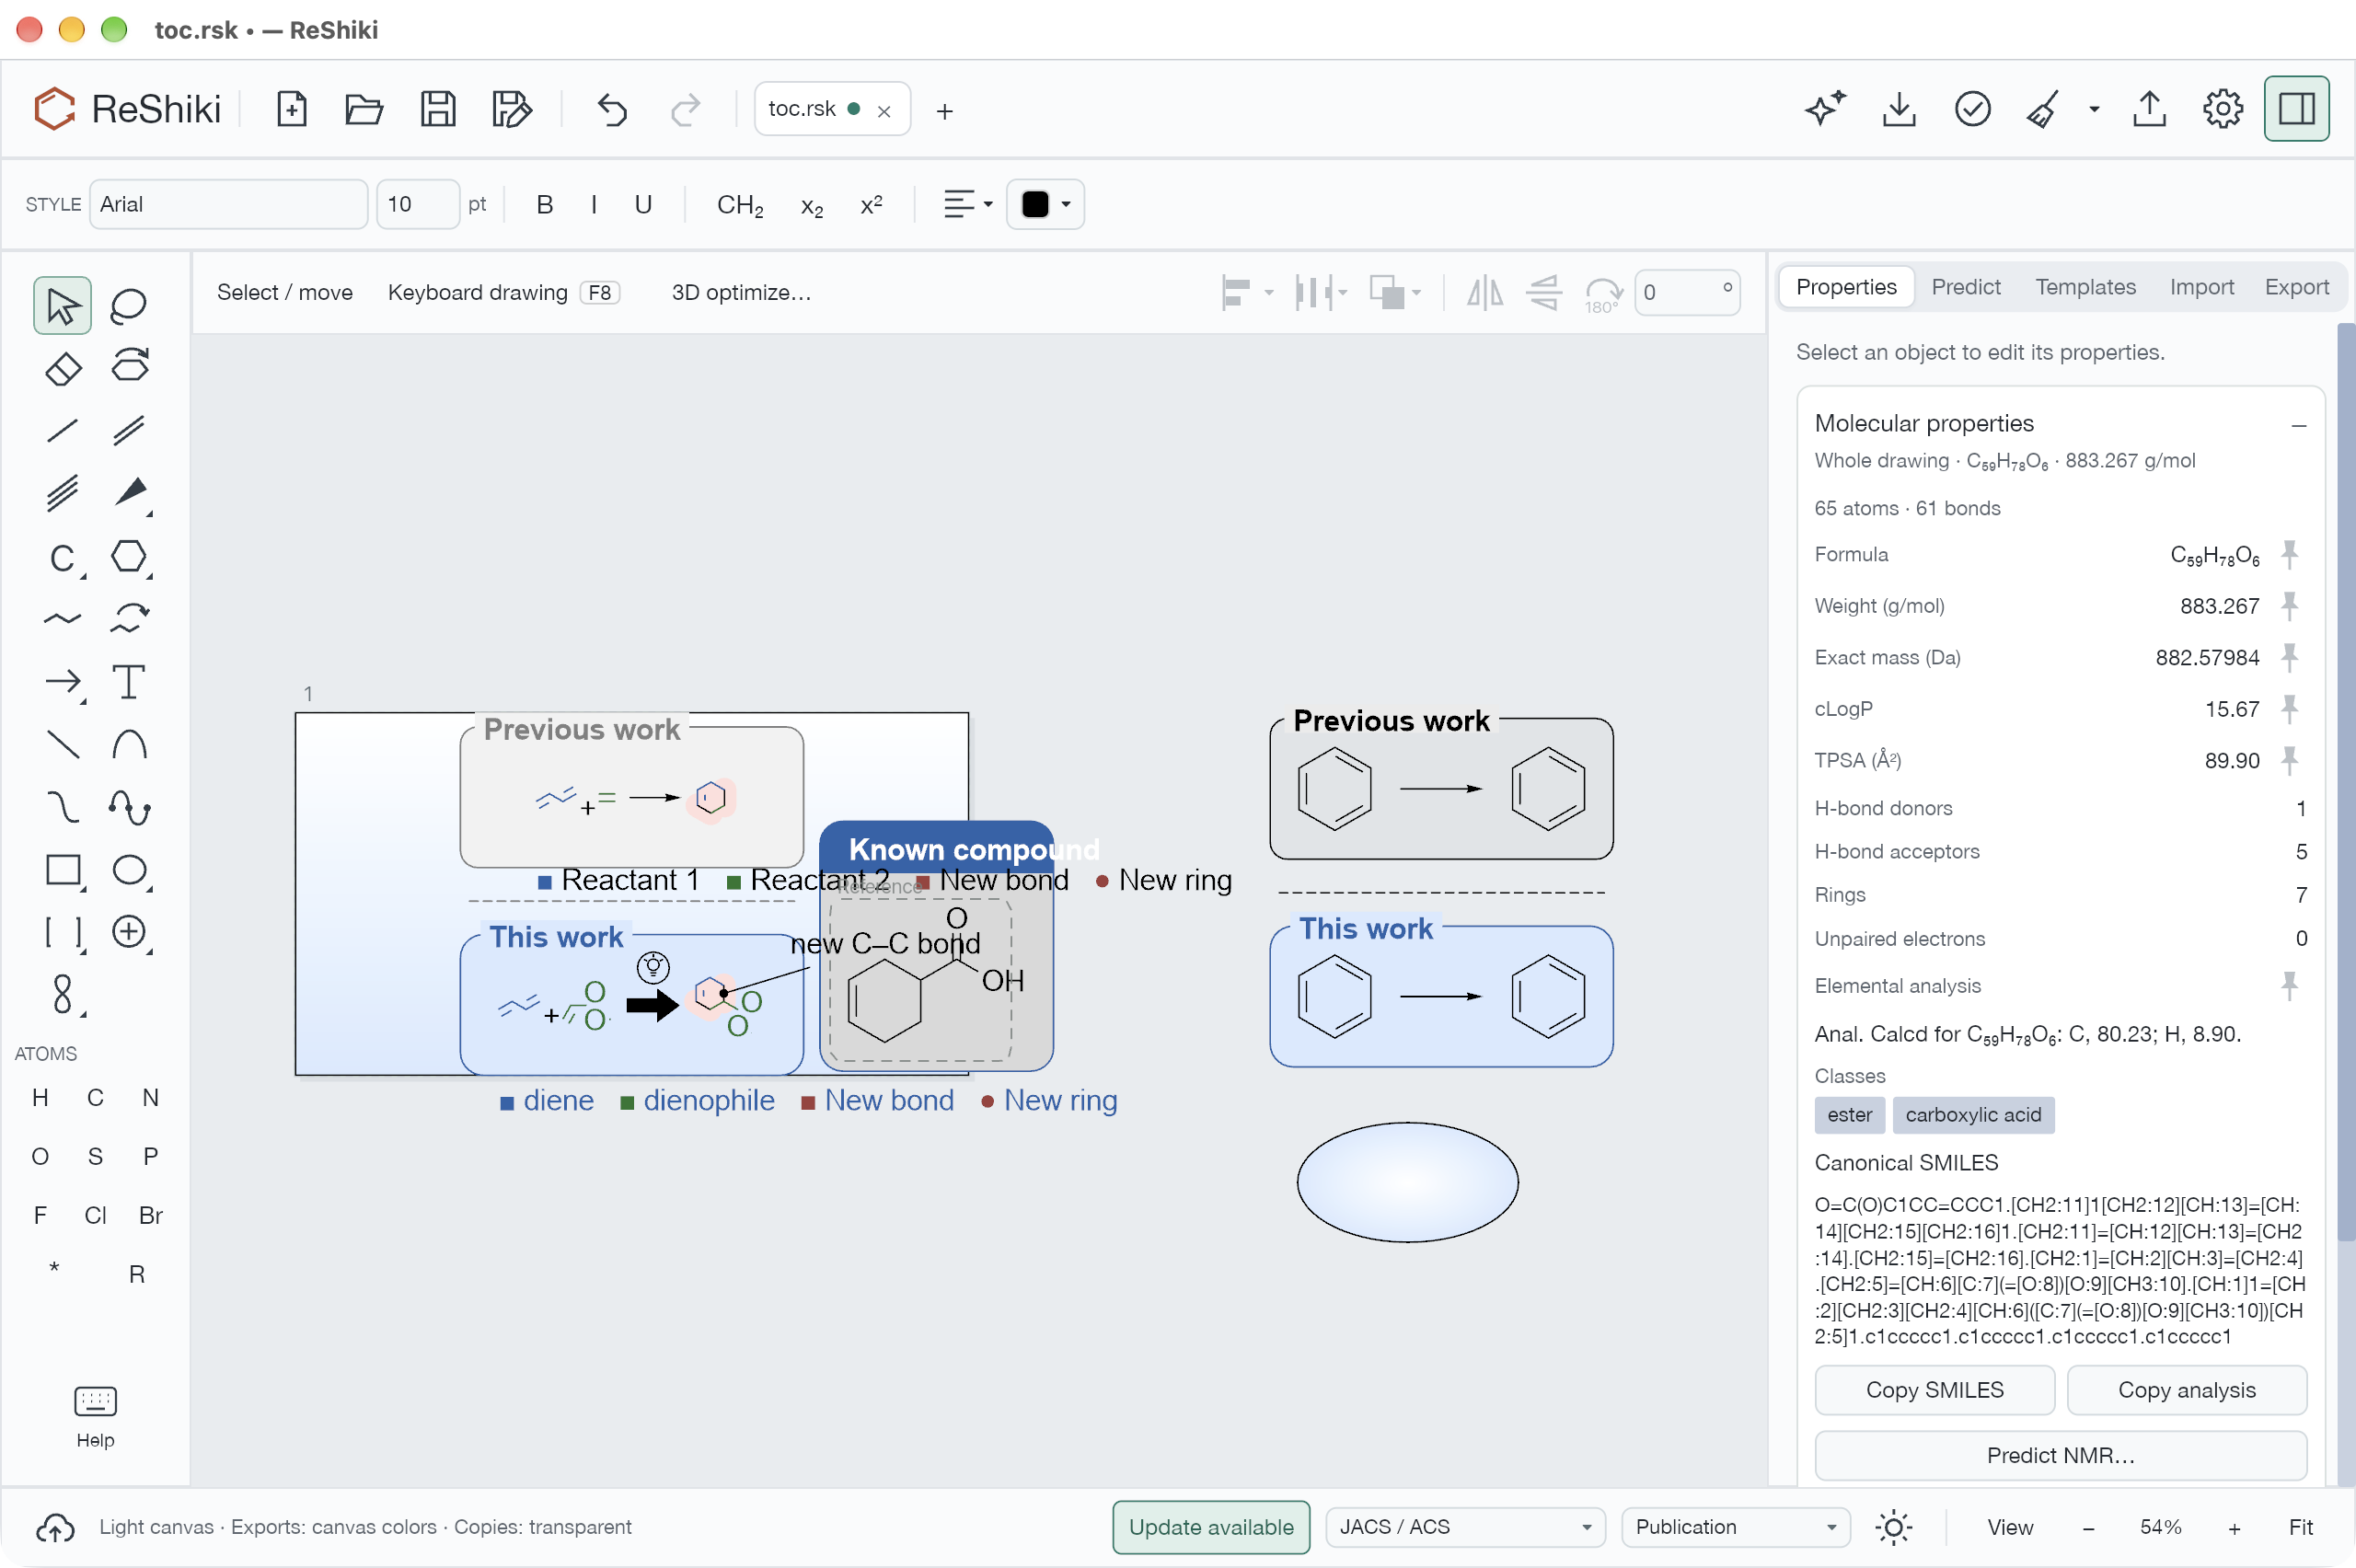 toc.rsk • — ReShiki
ReShiki
toc.rsk ● × +
STYLE Arial 10 pt B I U CH₂ x₂ x²
Select / move Keyboard drawing F8 3D optimize... 180° 0 °
Properties Predict Templates Import Export
Select an object to edit its properties.
Molecular properties –
Whole drawing · C₅₉H₇₈O₆ · 883.267 g/mol
65 atoms · 61 bonds
Formula C₅₉H₇₈O₆
Weight (g/mol) 883.267
Exact mass (Da) 882.57984
cLogP 15.67
TPSA (Å²) 89.90
H-bond donors 1
H-bond acceptors 5
Rings 7
Unpaired electrons 0
Elemental analysis
Anal. Calcd for C₅₉H₇₈O₆: C, 80.23; H, 8.90.
Classes
ester carboxylic acid
Canonical SMILES
O=C(O)C1CC=CCC1.[CH2:11]1[CH2:12][CH:13]=[CH:
14][CH2:15][CH2:16]1.[CH2:11]=[CH:12][CH:13]=[CH2
:14].[CH2:15]=[CH2:16].[CH2:1]=[CH:2][CH:3]=[CH2:4]
.[CH2:5]=[CH:6][C:7](=[O:8])[O:9][CH3:10].[CH:1]1=[CH
:2][CH2:3][CH2:4][CH:6]([C:7](=[O:8])[O:9][CH3:10])[CH
2:5]1.c1ccccc1.c1ccccc1.c1ccccc1.c1ccccc1
Copy SMILES Copy analysis
Predict NMR...
C
T
[ ]
ATOMS
H C N
O S P
F Cl Br
* R
Help
1
Previous work
+
Known compound
Reactant 1 Reactant 2 New bond New ring
Reference
This work
new C–C bond
O
OH
+ O O
O O
diene dienophile New bond New ring
Previous work
This work
Light canvas · Exports: canvas colors · Copies: transparent
Update available JACS / ACS Publication View – 54% + Fit